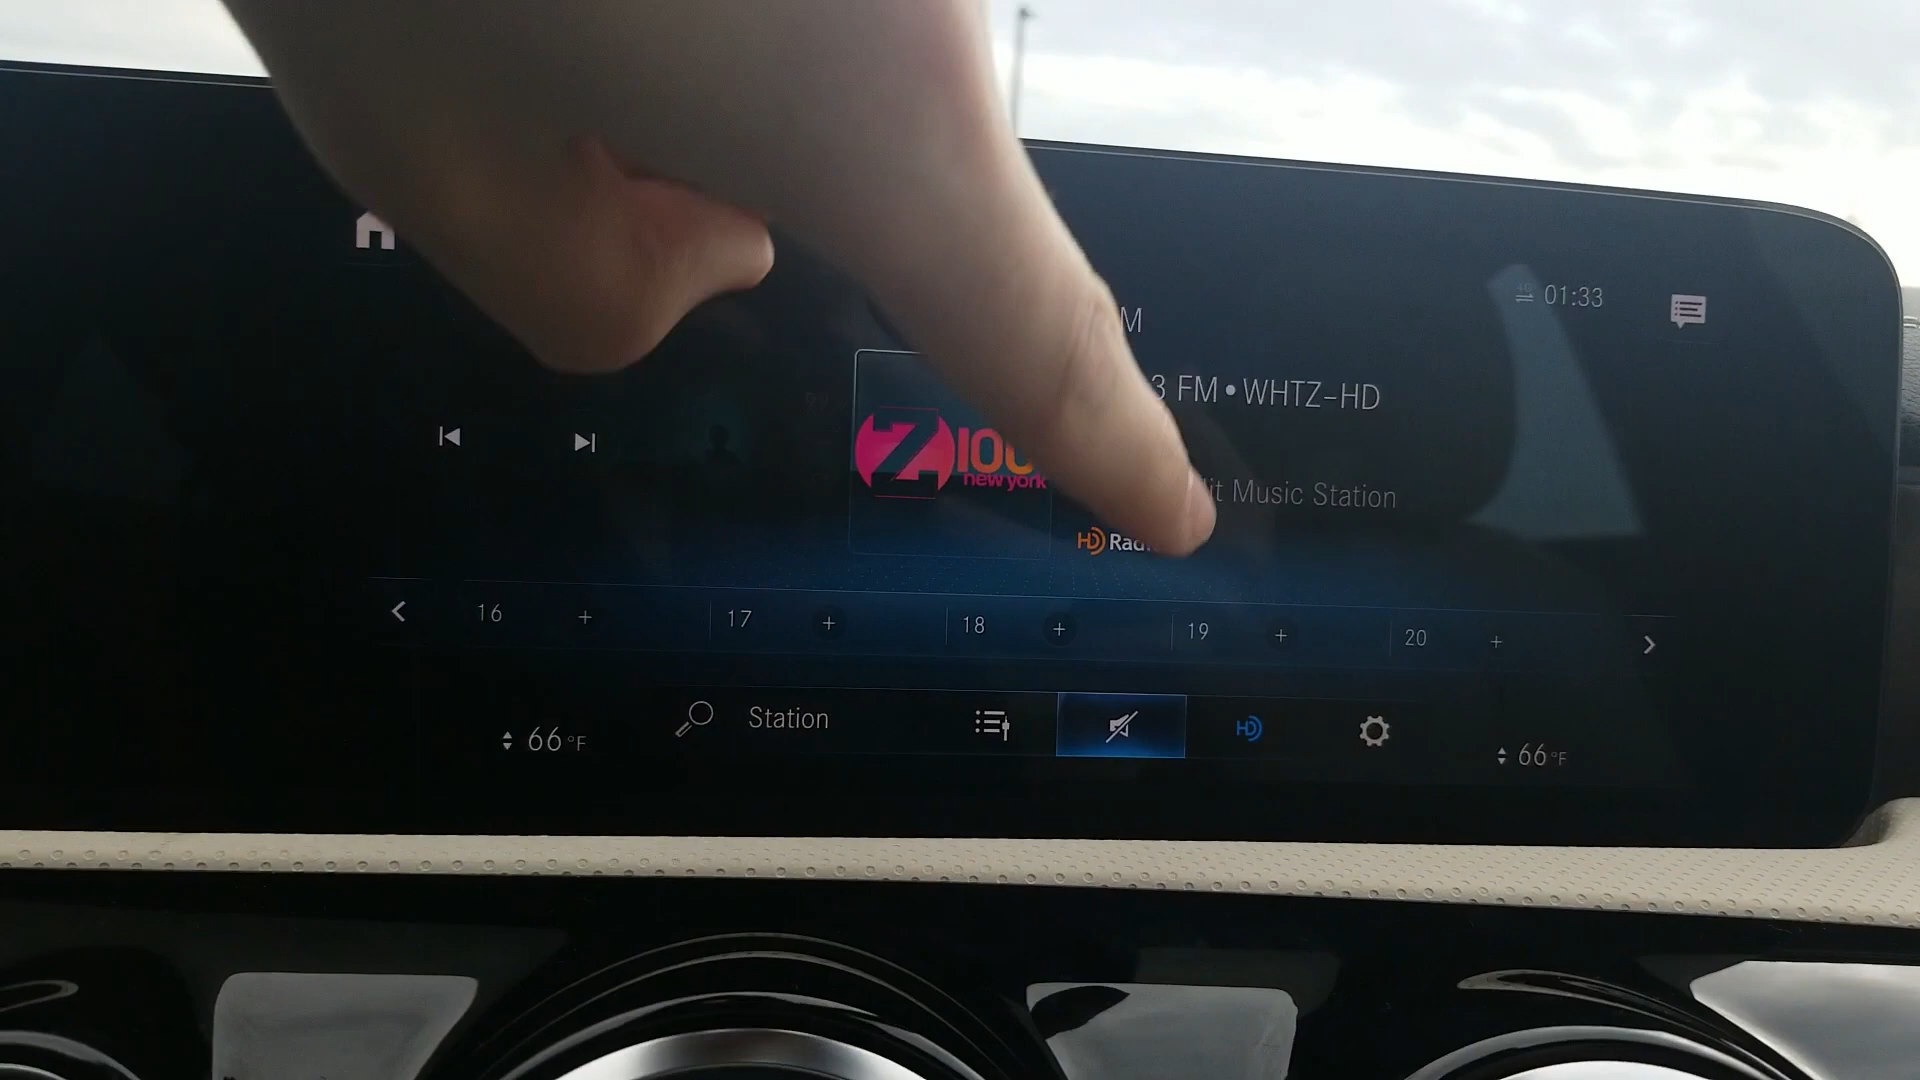 01:33
M
3 FM • WHTZ-HD
Z100
new york
it Music Station
HD Radi
16 + 17 + 18 + 19 + 20 +
66°F
Station
HD
66°F